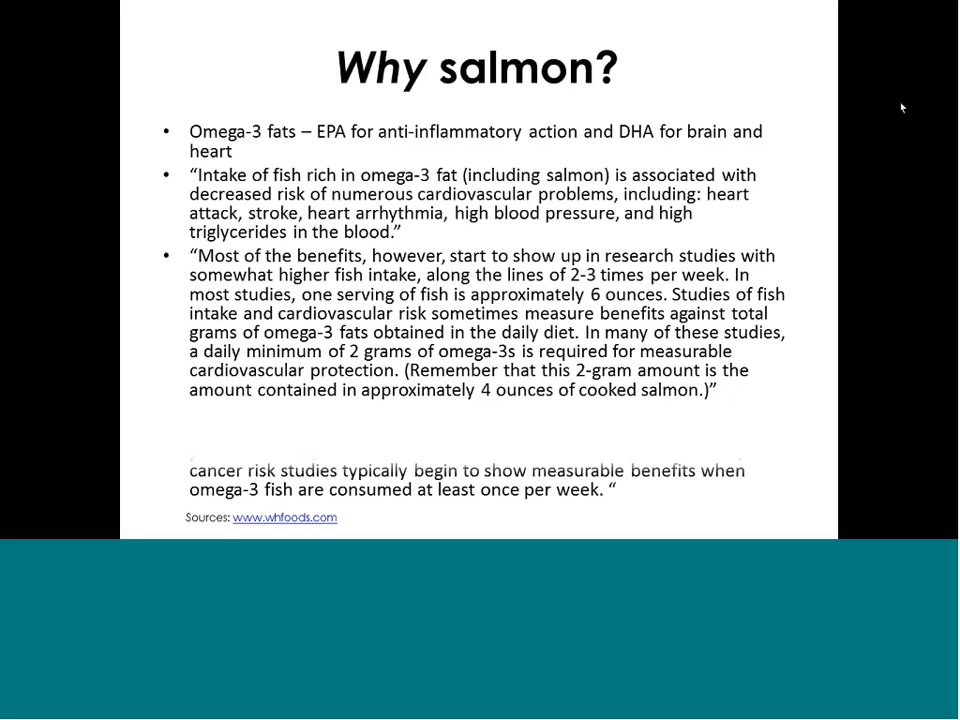 Why salmon?
• Omega-3 fats – EPA for anti-inflammatory action and DHA for brain and
heart
• “Intake of fish rich in omega-3 fat (including salmon) is associated with
decreased risk of numerous cardiovascular problems, including: heart
attack, stroke, heart arrhythmia, high blood pressure, and high
triglycerides in the blood.”
• “Most of the benefits, however, start to show up in research studies with
somewhat higher fish intake, along the lines of 2-3 times per week. In
most studies, one serving of fish is approximately 6 ounces. Studies of fish
intake and cardiovascular risk sometimes measure benefits against total
grams of omega-3 fats obtained in the daily diet. In many of these studies,
a daily minimum of 2 grams of omega-3s is required for measurable
cardiovascular protection. (Remember that this 2-gram amount is the
amount contained in approximately 4 ounces of cooked salmon.)”
cancer risk studies typically begin to show measurable benefits when
omega-3 fish are consumed at least once per week. “
Sources: www.whfoods.com